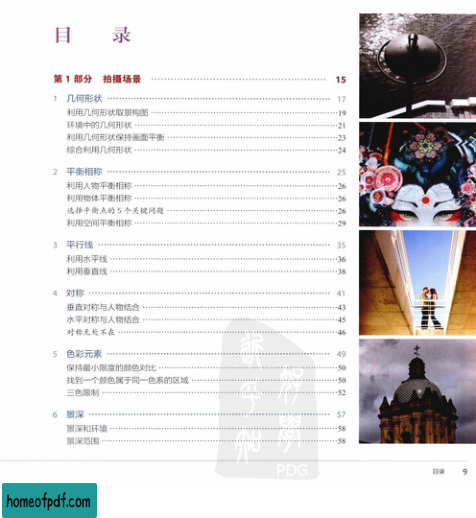 目 录
第 1 部分 拍摄场景 15
1 几何形状 17
利用几何形状取景构图 19
环境中的几何形状 21
利用几何形状保持画面平衡 23
综合利用几何形状 24
2 平衡相称 25
利用人物平衡相称 26
利用物体平衡相称 26
选择平衡点的 5 个关键问题 26
利用空间平衡相称 29
3 平行线 35
利用水平线 36
利用垂直线 38
4 对称 41
垂直对称与人物结合 43
水平对称与人物结合 45
对称无处不在 46
5 色彩元素 49
保持最小限度的颜色对比 50
找到一个颜色属于同一色系的区域 50
三色限制 52
6 景深 57
景深和环境 58
景深范围 58
PDG
目录 9
homeofpdf.com